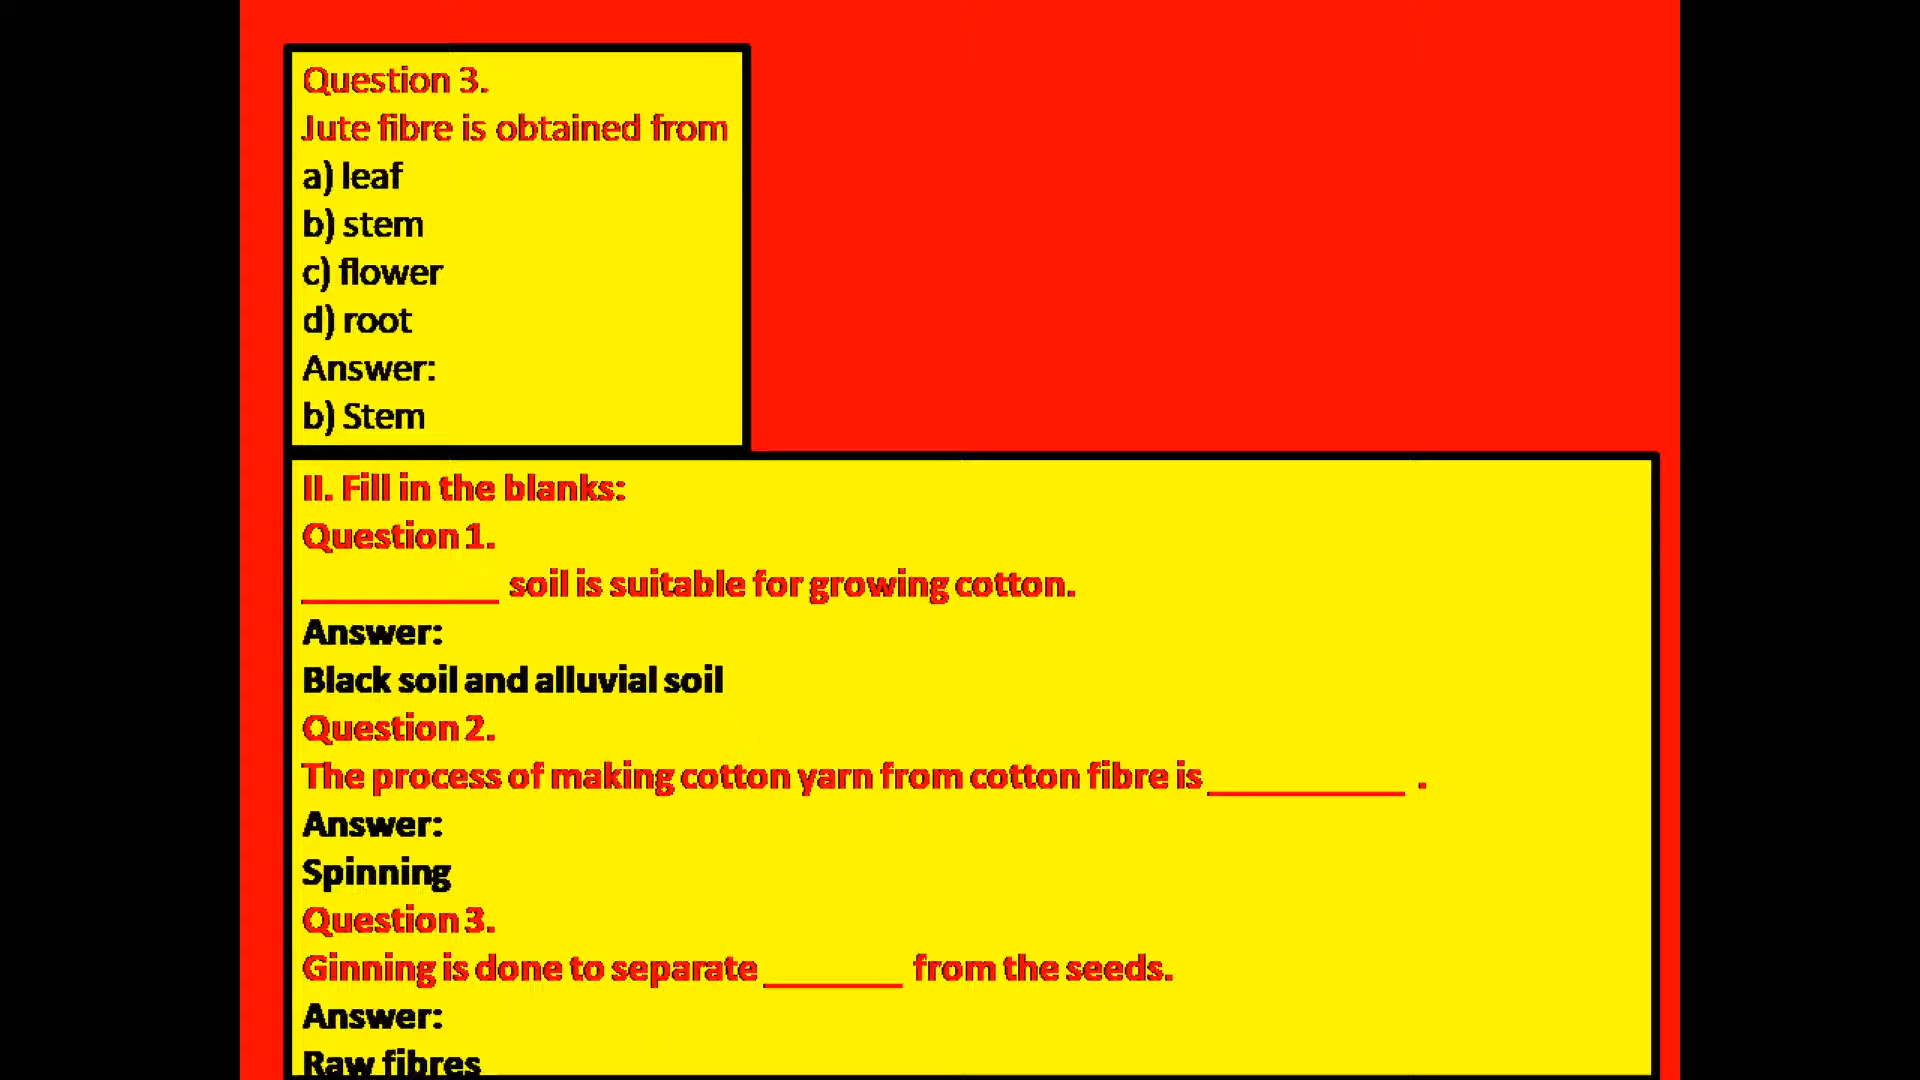 Question 3.
Jute fibre is obtained from
a) leaf
b) stem
c) flower
d) root
Answer:
b) Stem
II. Fill in the blanks:
Question 1.
__________ soil is suitable for growing cotton.
Answer:
Black soil and alluvial soil
Question 2.
The process of making cotton yarn from cotton fibre is __________ .
Answer:
Spinning
Question 3.
Ginning is done to separate _______ from the seeds.
Answer:
Raw fibres